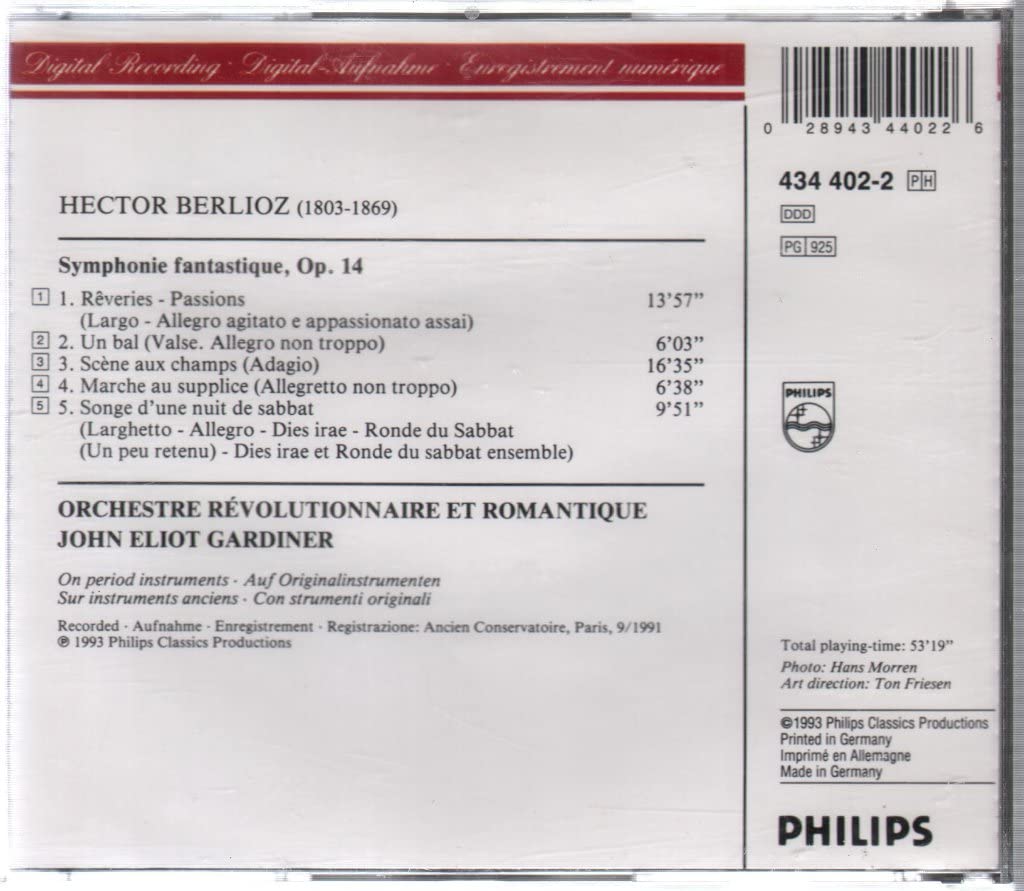 Digital Recording · Digital-Aufnahme · Enregistrement numérique
HECTOR BERLIOZ (1803-1869)
Symphonie fantastique, Op. 14
1 1. Rêveries - Passions 13’57”
(Largo - Allegro agitato e appassionato assai)
2 2. Un bal (Valse. Allegro non troppo) 6’03”
3 3. Scène aux champs (Adagio) 16’35”
4 4. Marche au supplice (Allegretto non troppo) 6’38”
5 5. Songe d’une nuit de sabbat 9’51”
(Larghetto - Allegro - Dies irae - Ronde du Sabbat
(Un peu retenu) - Dies irae et Ronde du sabbat ensemble)
ORCHESTRE RÉVOLUTIONNAIRE ET ROMANTIQUE
JOHN ELIOT GARDINER
On period instruments · Auf Originalinstrumenten
Sur instruments anciens · Con strumenti originali
Recorded · Aufnahme · Enregistrement · Registrazione: Ancien Conservatoire, Paris, 9/1991
℗ 1993 Philips Classics Productions
0 28943 44022 6
434 402-2 PH
DDD
PG 925
PHILIPS
Total playing-time: 53’19”
Photo: Hans Morren
Art direction: Ton Friesen
©1993 Philips Classics Productions
Printed in Germany
Imprimé en Allemagne
Made in Germany
PHILIPS